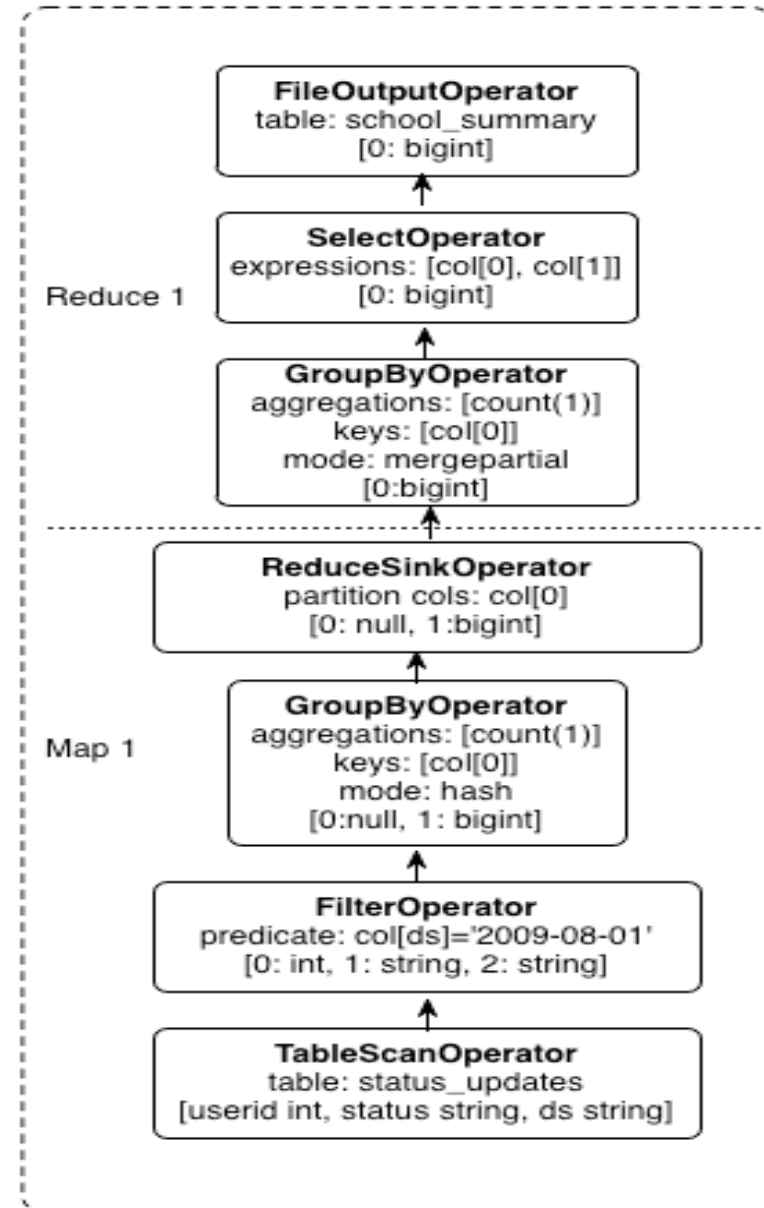 FileOutputOperator
table: school_summary
[0: bigint]
SelectOperator
expressions: [col[0], col[1]]
[0: bigint]
Reduce 1
GroupByOperator
aggregations: [count(1)]
keys: [col[0]]
mode: mergepartial
[0:bigint]
ReduceSinkOperator
partition cols: col[0]
[0: null, 1:bigint]
GroupByOperator
aggregations: [count(1)]
Map 1
keys: [col[0]]
mode: hash
[0:null, 1: bigint]
FilterOperator
predicate: col[ds]='2009-08-01'
[0: int, 1: string, 2: string]
TableScanOperator
table: status_updates
[userid int, status string, ds string]